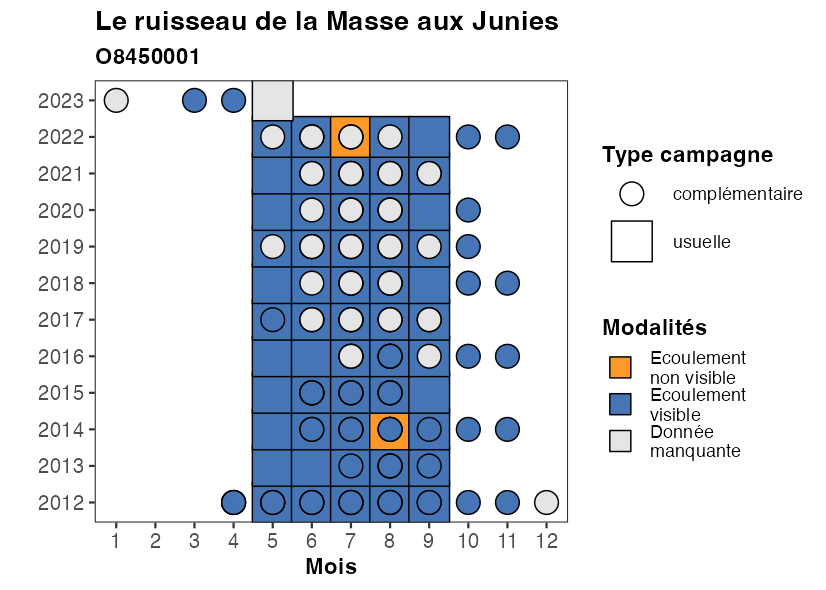 Le ruisseau de la Masse aux Junies
O8450001
2023
2022
2021
2020
2019
2018
2017
2016
2015
2014
2013
2012
1 2 3 4 5 6 7 8 9 10 11 12
Mois
Type campagne
complémentaire
usuelle
Modalités
Ecoulement
non visible
Ecoulement
visible
Donnée
manquante